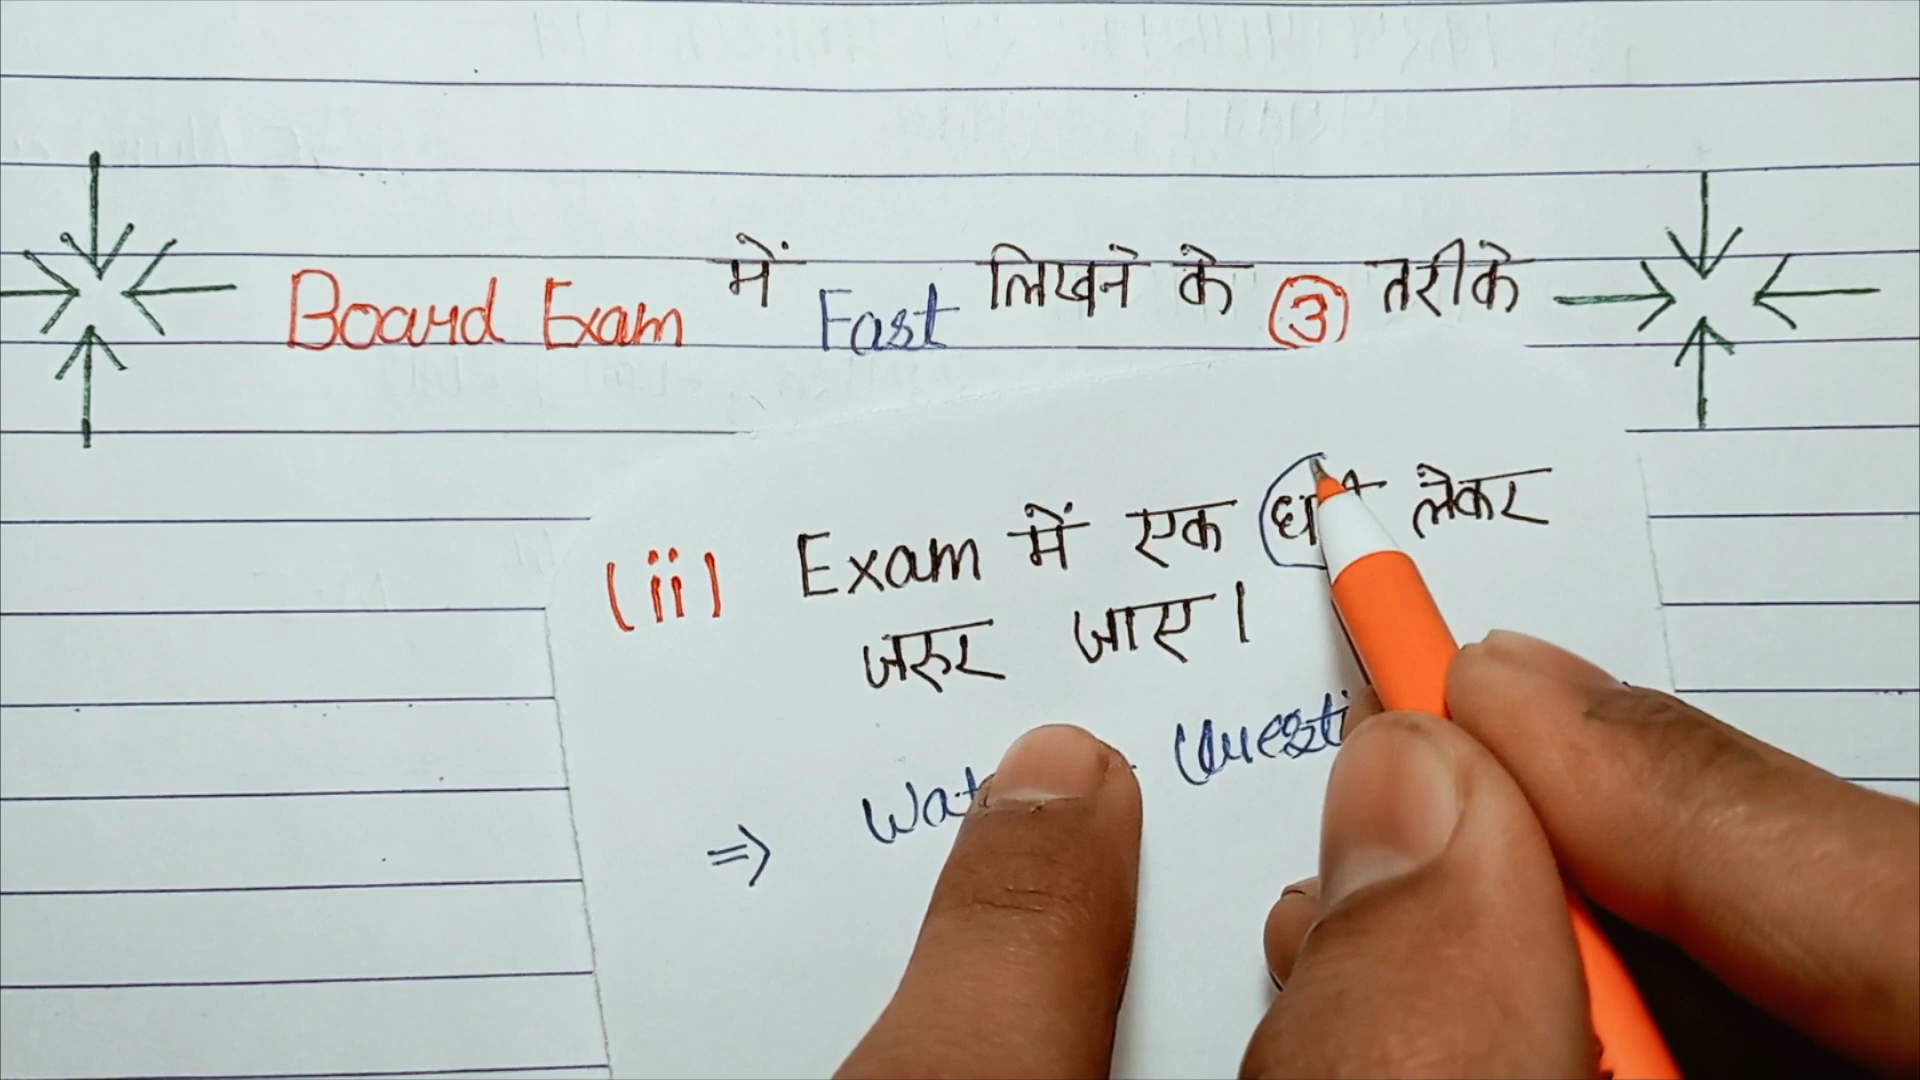 Board Exam में Fast लिखने के ③ तरीके
(ii) Exam में एक लेकर
जरुर जाए।
⇒